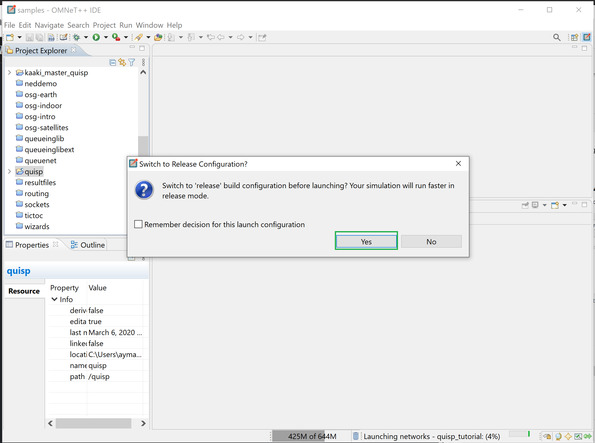 samples - OMNeT++ IDE
File Edit Navigate Search Project Run Window Help
Project Explorer
kaaki_master_quisp
neddemo
osg-earth
osg-indoor
osg-intro
osg-satellites
queueinglib
queueinglibext
queuenet
quisp
resultfiles
routing
sockets
tictoc
wizards
Switch to Release Configuration?
Switch to 'release' build configuration before launching? Your simulation will run faster in
release mode.
Remember decision for this launch configuration
Yes
No
Properties
Outline
quisp
Resource
Property Value
Info
deriv false
edita true
last n March 6, 2020 ...
linked false
locati C:\Users\ayma...
name quisp
path /quisp
425M of 644M
Launching networks - quisp_tutorial: (4%)